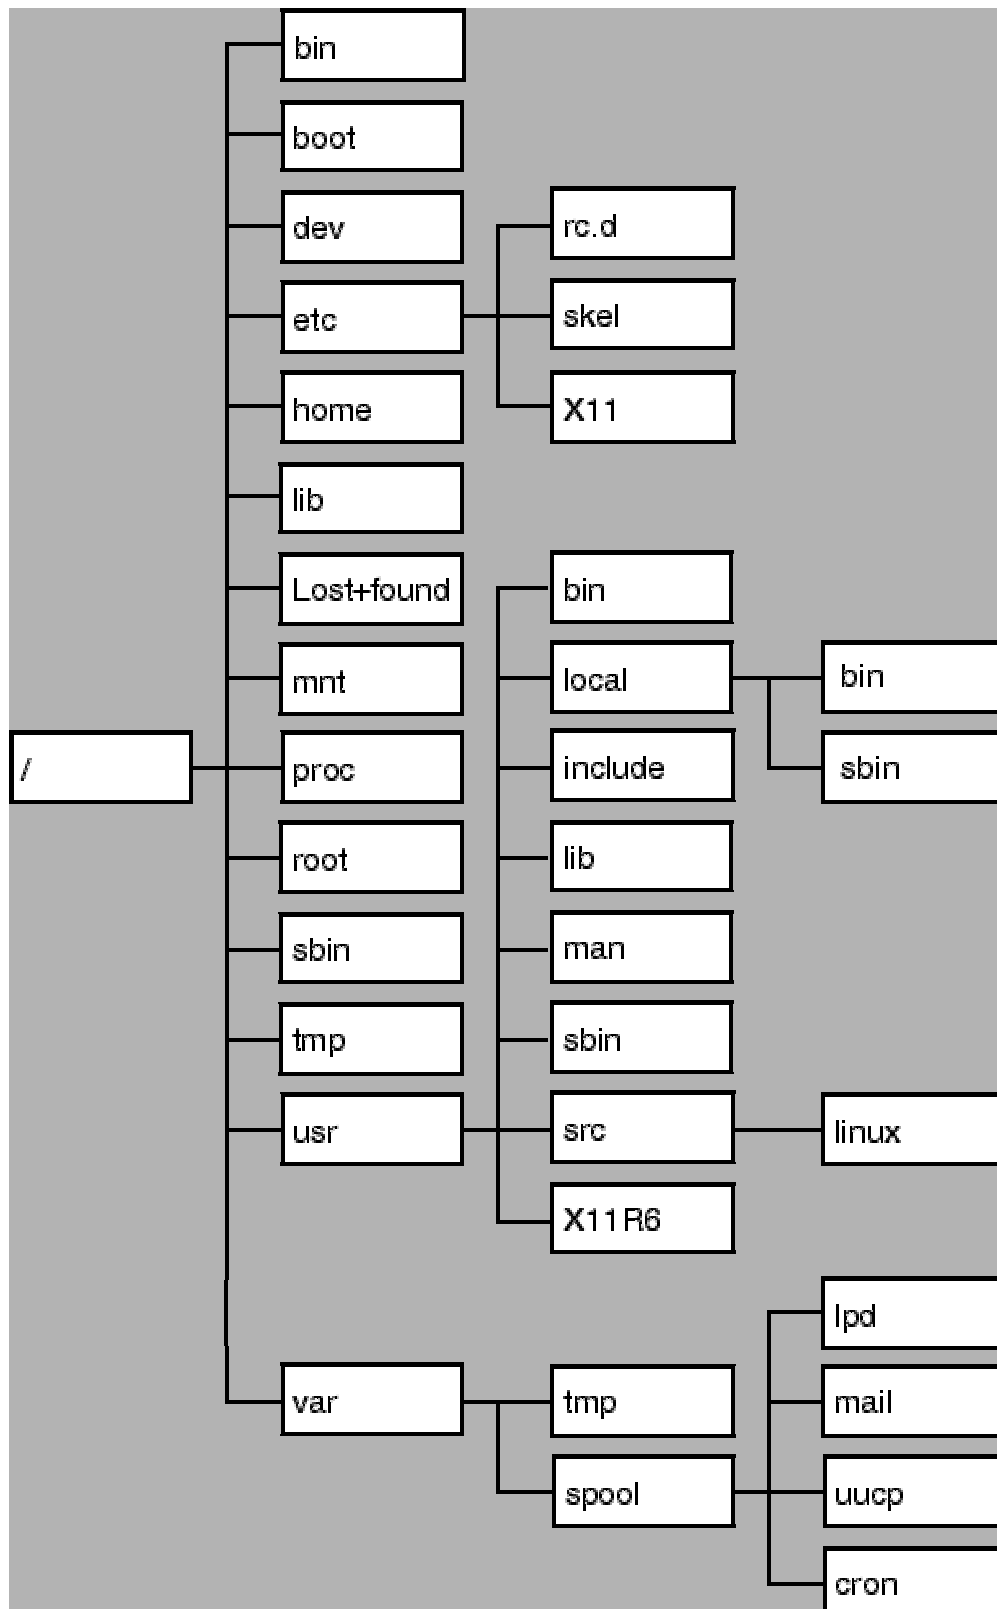 bin
boot
dev
rc.d
etc
skel
home
X11
lib
Lost+found
bin
mnt
local
bin
/
proc
include
sbin
root
lib
sbin
man
tmp
sbin
usr
src
linux
X11R6
lpd
var
tmp
mail
spool
uucp
cron